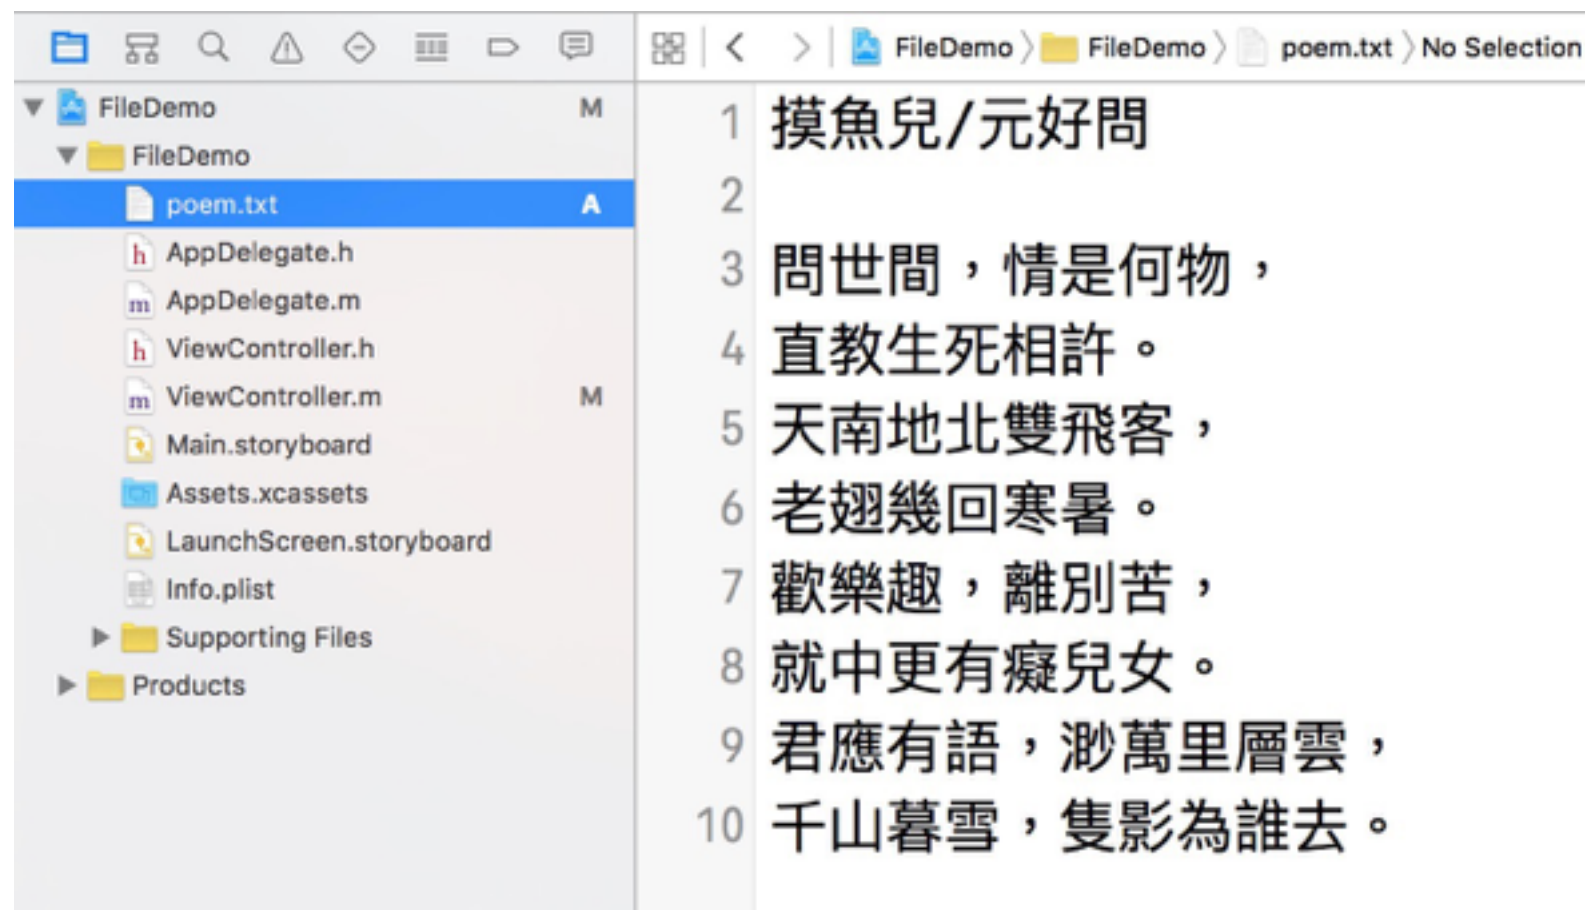 FileDemo 〉 FileDemo 〉 poem.txt 〉 No Selection
FileDemo M
FileDemo
poem.txt A
h AppDelegate.h
m AppDelegate.m
h ViewController.h
m ViewController.m M
Main.storyboard
Assets.xcassets
LaunchScreen.storyboard
Info.plist
Supporting Files
Products
1 摸魚兒/元好問
2
3 問世間，情是何物，
4 直教生死相許。
5 天南地北雙飛客，
6 老翅幾回寒暑。
7 歡樂趣，離別苦，
8 就中更有癡兒女。
9 君應有語，渺萬里層雲，
10 千山暮雪，隻影為誰去。